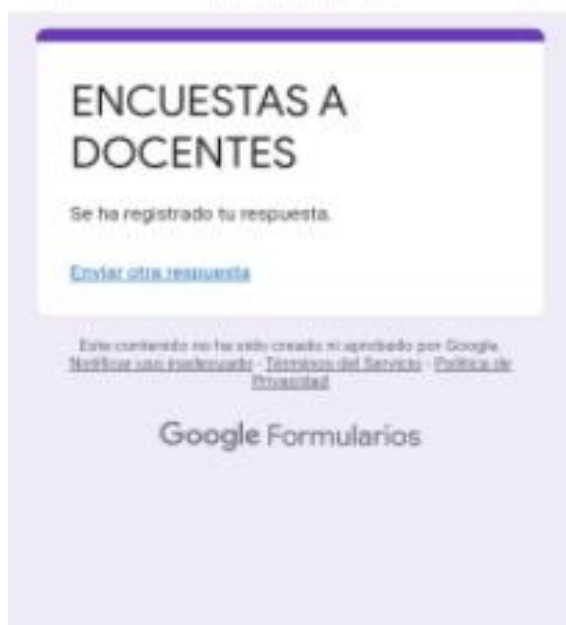 ENCUESTAS A
DOCENTES
Se ha registrado tu respuesta.
Enviar otra respuesta
Este contenido no ha sido creado ni aprobado por Google.
Notificar uso inadecuado - Términos del Servicio - Política de
Privacidad
Google Formularios